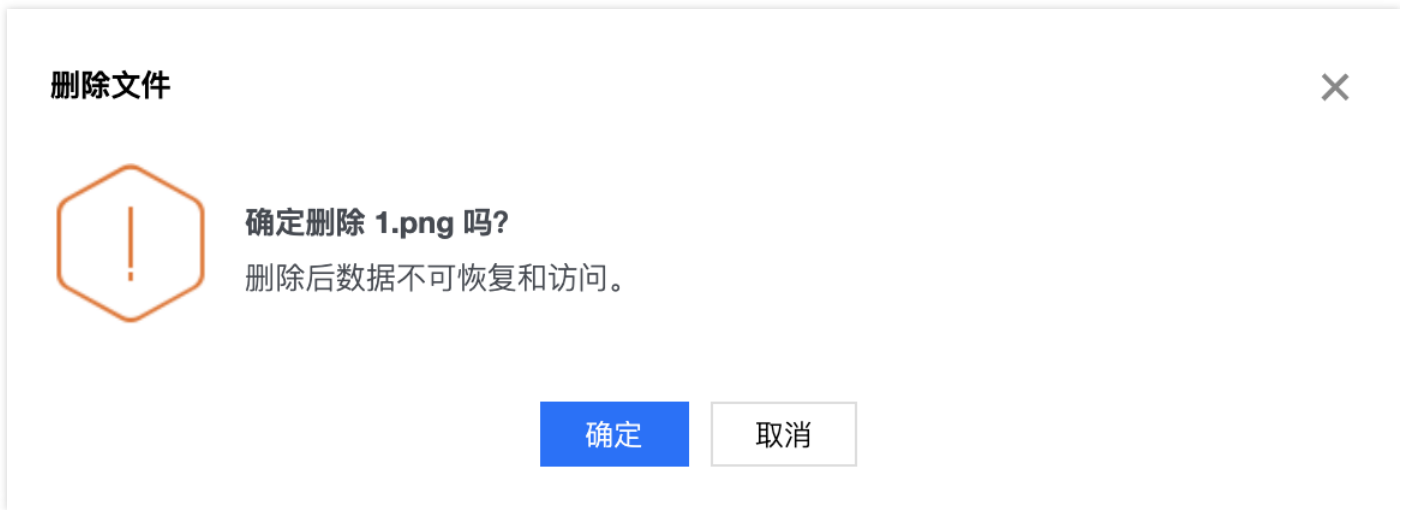 删除文件
确定删除 1.png 吗?
删除后数据不可恢复和访问。
确定
取消